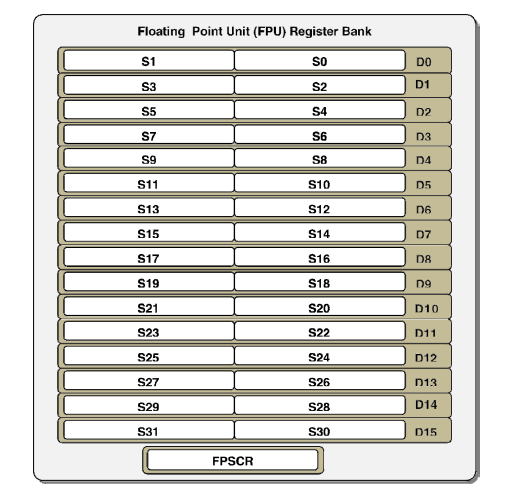 Floating Point Unit (FPU) Register Bank
S1 S0 D0
S3 S2 D1
S5 S4 D2
S7 S6 D3
S9 S8 D4
S11 S10 D5
S13 S12 D6
S15 S14 D7
S17 S16 D8
S19 S18 D9
S21 S20 D10
S23 S22 D11
S25 S24 D12
S27 S26 D13
S29 S28 D14
S31 S30 D15
FPSCR